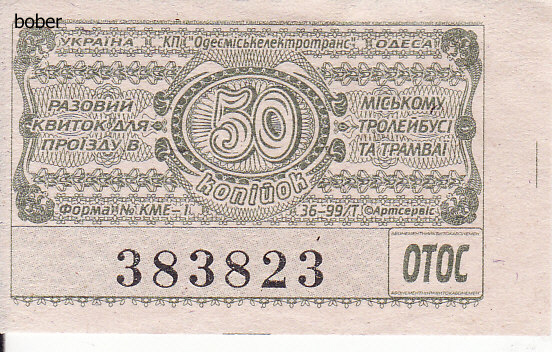 bober
УКРАЇНА КП "Одесміськелектротранс" ОДЕСА
РАЗОВИЙ
КВИТОК ДЛЯ
ПРОЇЗДУ В
50
копійок
МІСЬКОМУ
ТРОЛЕЙБУСІ
ТА ТРАМВАЇ
Форма № КМЕ-1 36-99/Т ©Артсервіс
383823
ОТОС